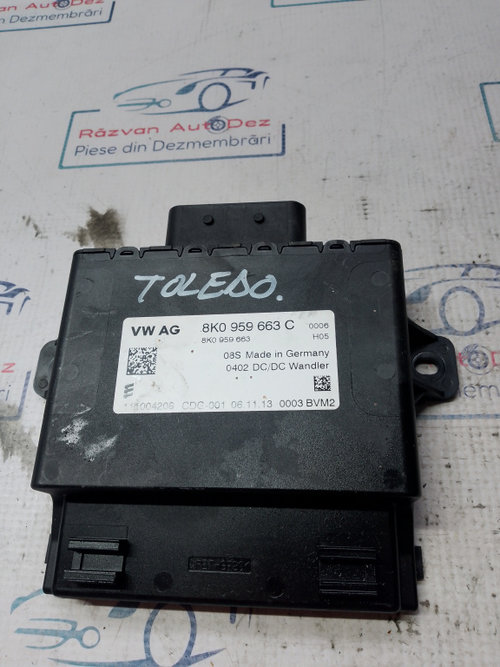 Răzvan AutoDez
Piese din Dezmembrări
TOLEDO.
VW AG
8K0 959 663 C
0006
8K0 959 663
H05
08S Made in Germany
0402 DC/DC Wandler
CDC-001 06.11.13 0003 BVM2